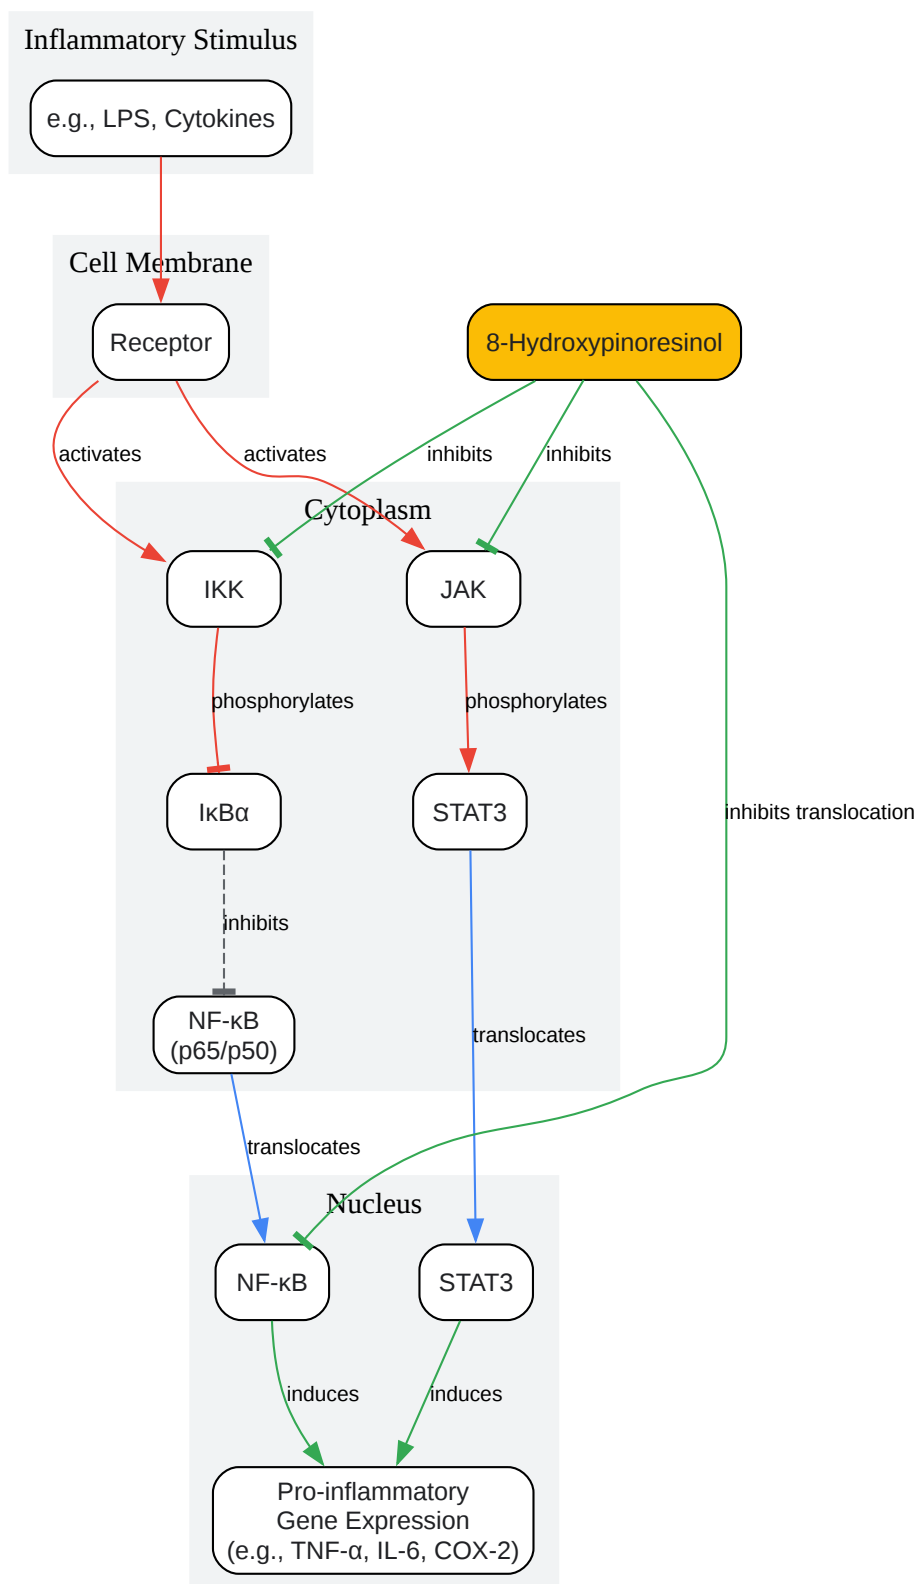 Inflammatory Stimulus
e.g., LPS, Cytokines
Cell Membrane
Receptor
8-Hydroxypinoresinol
activates
activates
inhibits
inhibits
Cytoplasm
IKK
JAK
phosphorylates
phosphorylates
IκBα
STAT3
inhibits translocation
inhibits
NF-κB
(p65/p50)
translocates
translocates
Nucleus
NF-κB
STAT3
induces
induces
Pro-inflammatory
Gene Expression
(e.g., TNF-α, IL-6, COX-2)